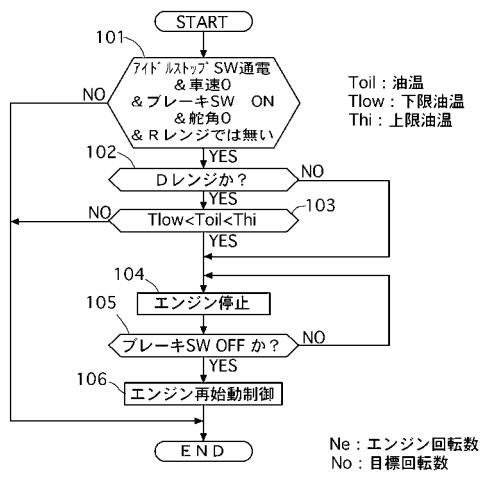 START
101
ｱｲﾄﾞﾙｽﾄｯﾌﾟSW通電
&車速0
&ブレーキSW ON
&舵角0
&Rレンジでは無い
NO
YES
102
Dレンジか？
NO
YES
103
Tlow<Toil<Thi
NO
YES
104
エンジン停止
105
ブレーキSW OFF か？
NO
YES
106
エンジン再始動制御
END
Toil：油温
Tlow：下限油温
Thi：上限油温
Ne：エンジン回転数
No：目標回転数